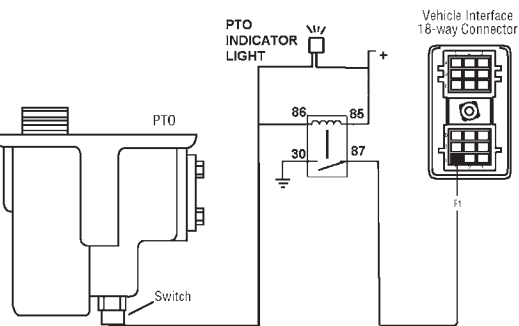 Vehicle Interface
18-way Connector
PTO
INDICATOR
LIGHT
+
86
85
PTO
30
87
F1
Switch